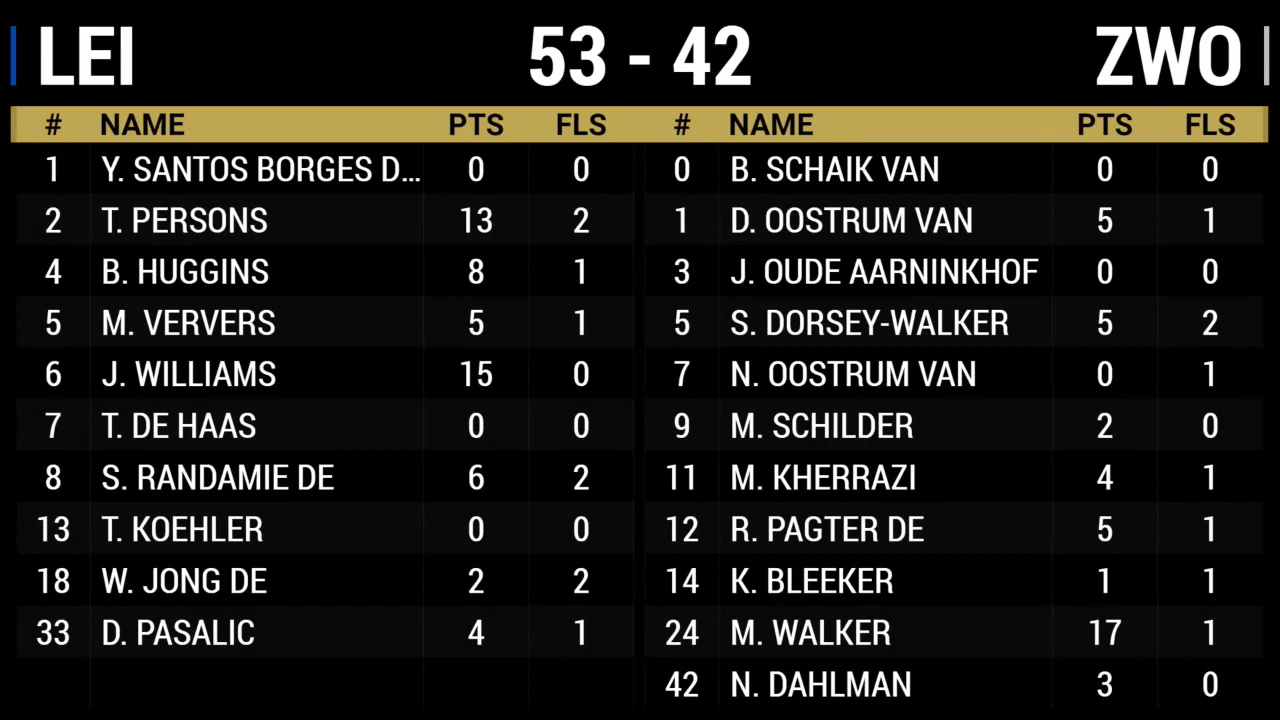 LEI 53 - 42 ZWO
# NAME PTS FLS # NAME PTS FLS
1 Y. SANTOS BORGES D... 0 0 0 B. SCHAIK VAN 0 0
2 T. PERSONS 13 2 1 D. OOSTRUM VAN 5 1
4 B. HUGGINS 8 1 3 J. OUDE AARNINKHOF 0 0
5 M. VERVERS 5 1 5 S. DORSEY-WALKER 5 2
6 J. WILLIAMS 15 0 7 N. OOSTRUM VAN 0 1
7 T. DE HAAS 0 0 9 M. SCHILDER 2 0
8 S. RANDAMIE DE 6 2 11 M. KHERRAZI 4 1
13 T. KOEHLER 0 0 12 R. PAGTER DE 5 1
18 W. JONG DE 2 2 14 K. BLEEKER 1 1
33 D. PASALIC 4 1 24 M. WALKER 17 1
42 N. DAHLMAN 3 0